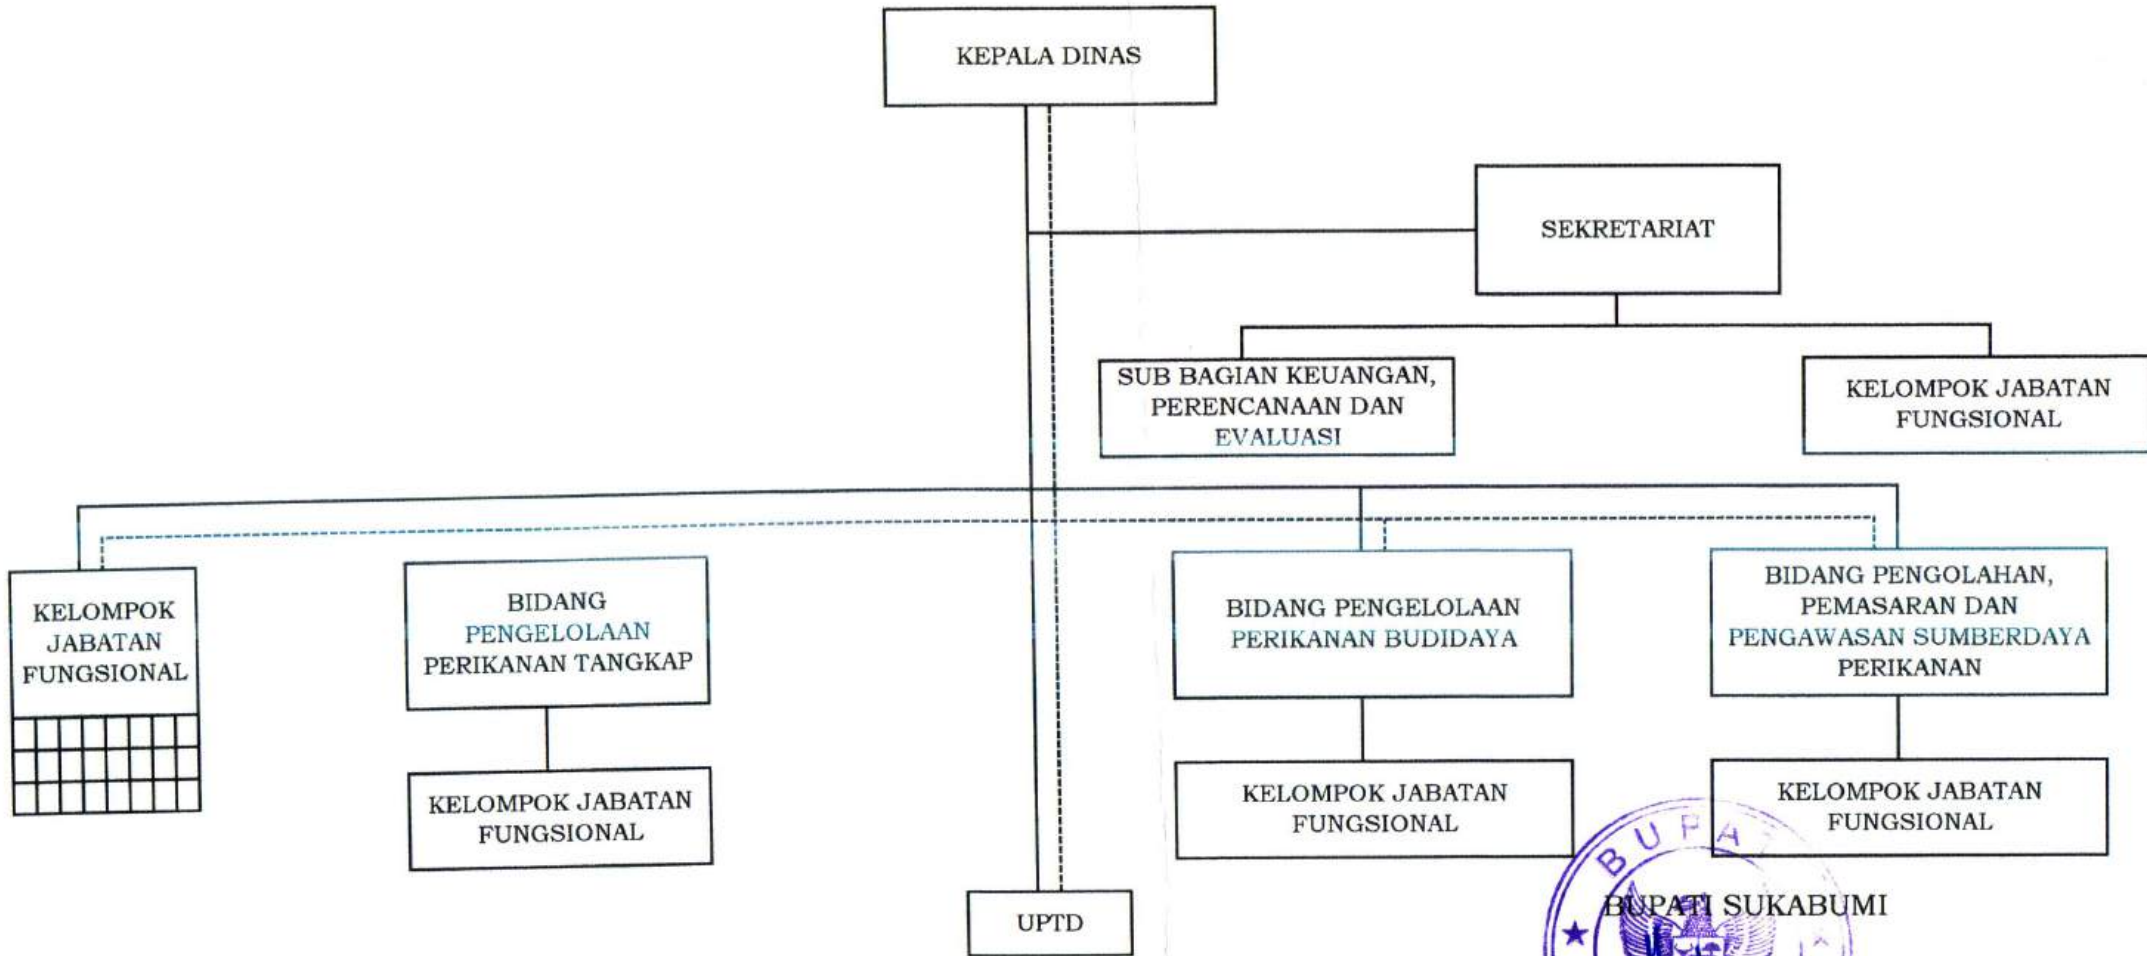 KEPALA DINAS
SEKRETARIAT
SUB BAGIAN KEUANGAN,
PERENCANAAN DAN
EVALUASI
KELOMPOK JABATAN
FUNGSIONAL
KELOMPOK
JABATAN
FUNGSIONAL
BIDANG
PENGELOLAAN
PERIKANAN TANGKAP
BIDANG PENGELOLAAN
PERIKANAN BUDIDAYA
BIDANG PENGOLAHAN,
PEMASARAN DAN
PENGAWASAN SUMBERDAYA
PERIKANAN
KELOMPOK JABATAN
FUNGSIONAL
KELOMPOK JABATAN
FUNGSIONAL
KELOMPOK JABATAN
FUNGSIONAL
UPTD
BUPATI SUKABUMI